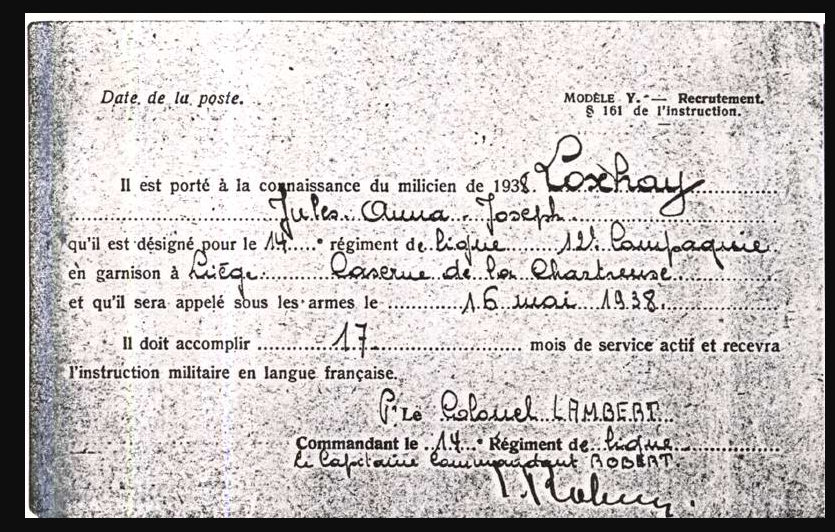 Date de la poste.
MODÈLE Y. — Recrutement.
§ 161 de l'instruction.
Il est porté à la connaissance du milicien de 1938. Loxhay
Jules. Anna. Joseph.
qu'il est désigné pour le 14e régiment de ligne 12e Compagnie
en garnison à Liége. Caserne de la Chartreuse.
et qu'il sera appelé sous les armes le 16 mai 1938.
Il doit accomplir 17 mois de service actif et recevra
l'instruction militaire en langue française.
Pr Le Colonel LAMBERT.
Commandant le 14e Régiment de ligne
le Capitaine Commandant ROBERT.